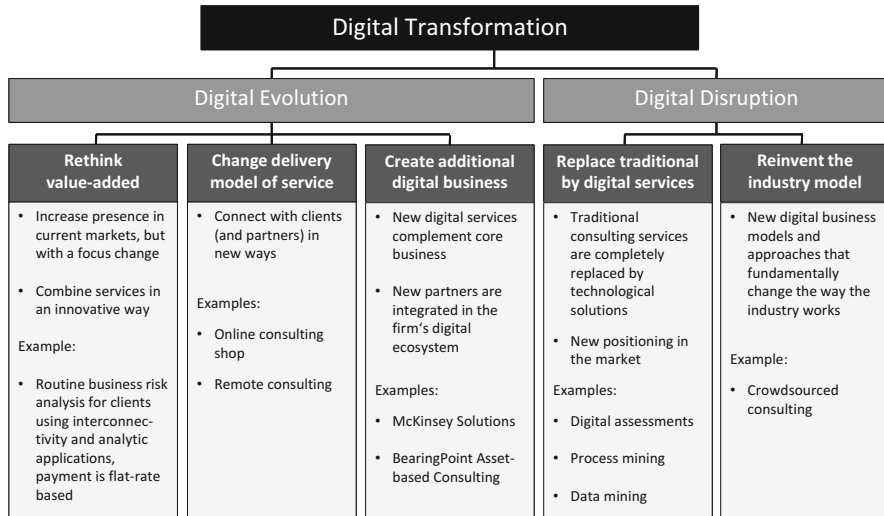 Digital Transformation
Digital Evolution
Digital Disruption
Rethink
value-added
• Increase presence in
current markets, but
with a focus change
• Combine services in
an innovative way
Example:
• Routine business risk
analysis for clients
using interconnec-
tivity and analytic
applications,
payment is flat-rate
based
Change delivery
model of service
• Connect with clients
(and partners) in
new ways
Examples:
• Online consulting
shop
• Remote consulting
Create additional
digital business
• New digital services
complement core
business
• New partners are
integrated in the
firm's digital
ecosystem
Examples:
• McKinsey Solutions
• BearingPoint Asset-
based Consulting
Replace traditional
by digital services
• Traditional
consulting services
are completely
replaced by
technological
solutions
• New positioning in
the market
Examples:
• Digital assessments
• Process mining
• Data mining
Reinvent the
industry model
• New digital business
models and
approaches that
fundamentally
change the way the
industry works
Example:
• Crowdsourced
consulting